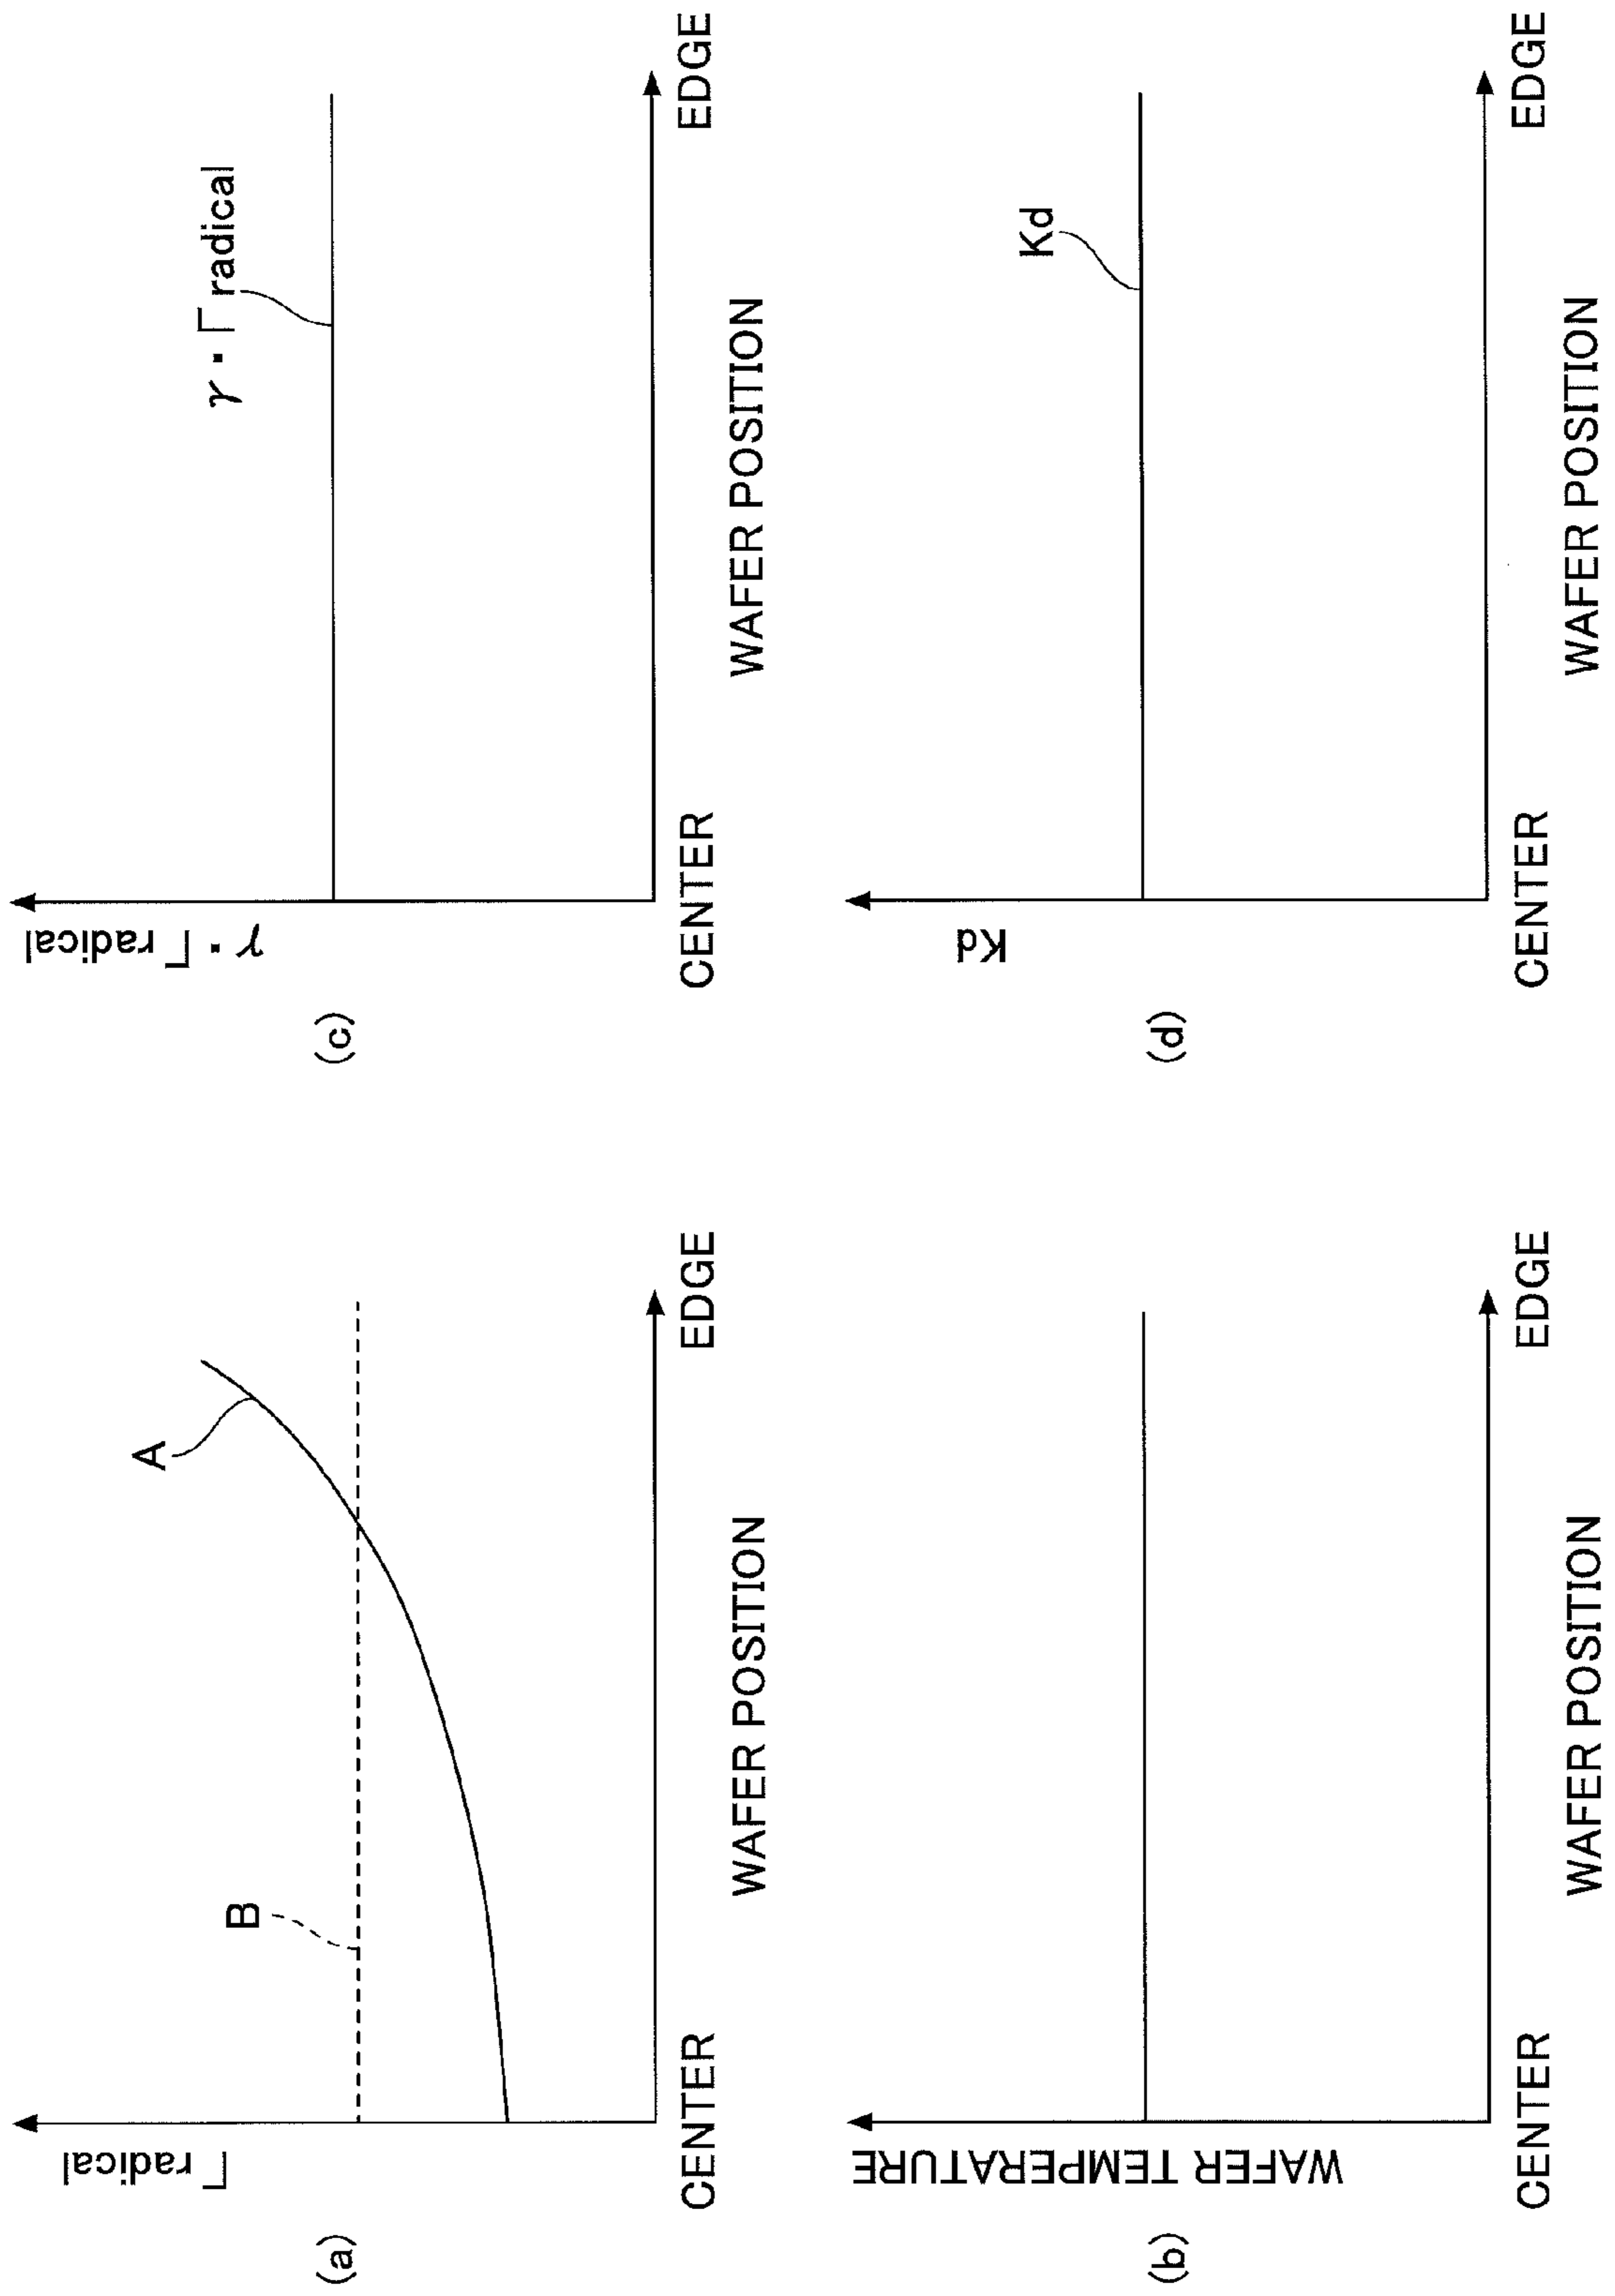 (a)
Γ radical
A
B
CENTER
EDGE
WAFER POSITION
(b)
WAFER TEMPERATURE
CENTER
EDGE
WAFER POSITION
(c)
γ・Γ radical
γ・Γ radical
CENTER
EDGE
WAFER POSITION
(d)
Kd
Kd
CENTER
EDGE
WAFER POSITION